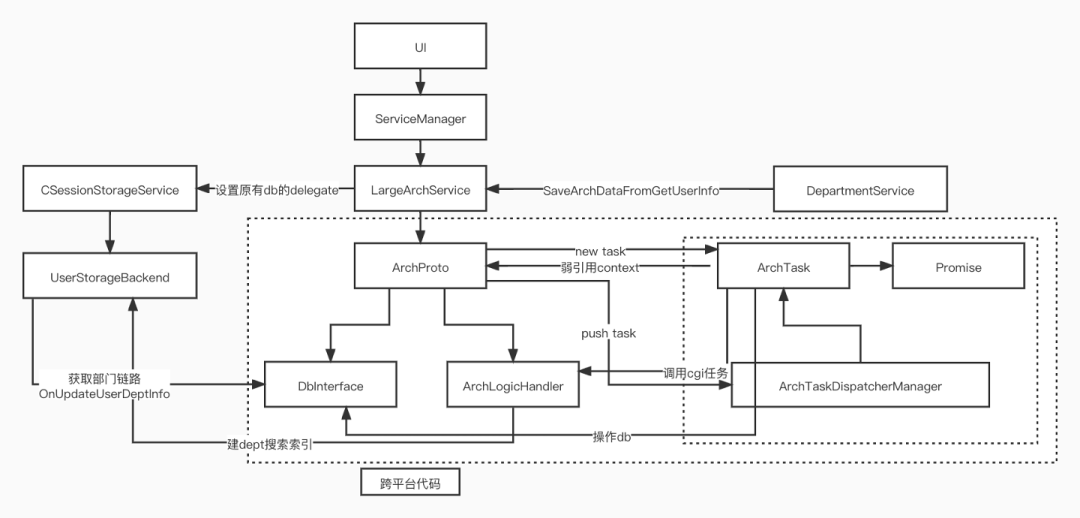 UI
ServiceManager
CSessionStorageService
设置原有db的delegate
LargeArchService
SaveArchDataFromGetUserInfo
DepartmentService
UserStorageBackend
ArchProto
new task
弱引用context
ArchTask
Promise
push task
获取部门链路
OnUpdateUserDeptInfo
DbInterface
ArchLogicHandler
调用cgi任务
ArchTaskDispatcherManager
建dept搜索索引
操作db
跨平台代码